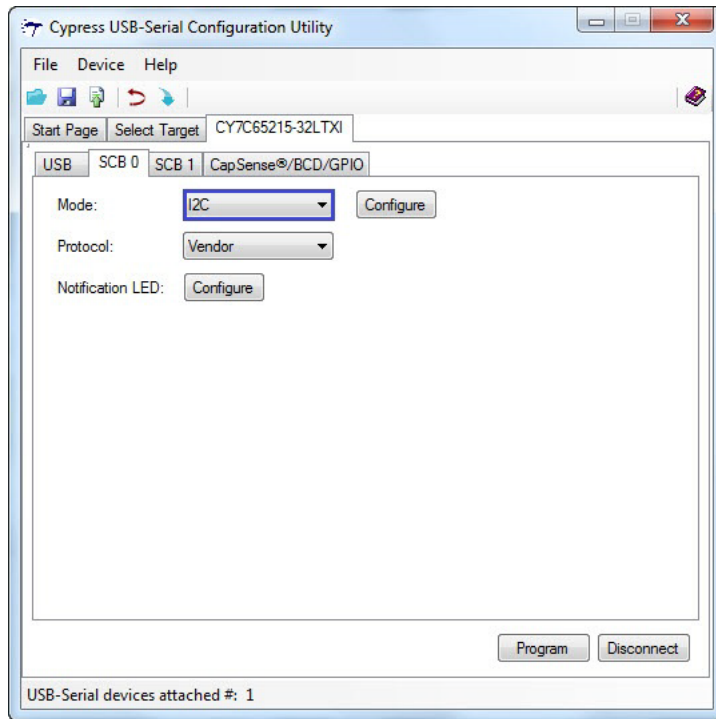 Cypress USB-Serial Configuration Utility
File Device Help
Start Page Select Target CY7C65215-32LTXI
USB SCB 0 SCB 1 CapSense®/BCD/GPIO
Mode: I2C Configure
Protocol: Vendor
Notification LED: Configure
Program Disconnect
USB-Serial devices attached #: 1